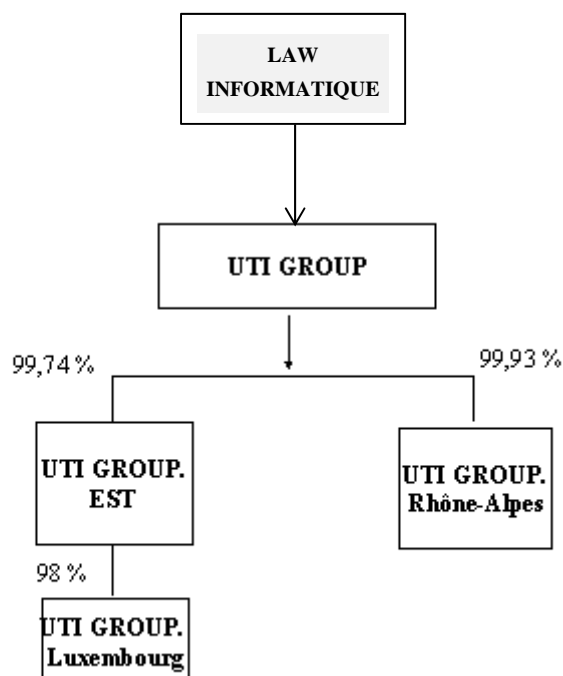 LAW
INFORMATIQUE
UTI GROUP
99,74 %
99,93 %
UTI GROUP.
EST
UTI GROUP.
Rhône-Alpes
98 %
UTI GROUP.
Luxembourg